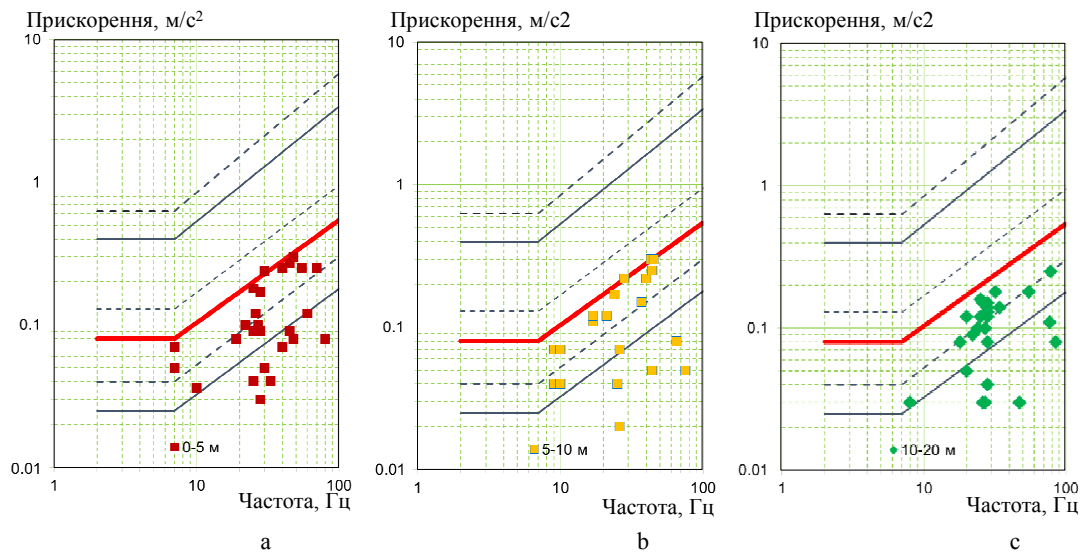 Прискорення, м/с²
Прискорення, м/с2
Прискорення, м/с2
10
1
0.1
0.01
1
10
100
0-5 м
Частота, Гц
a
10
1
0.1
0.01
1
10
100
5-10 м
Частота, Гц
b
10
1
0.1
0.01
1
10
100
10-20 м
Частота, Гц
c